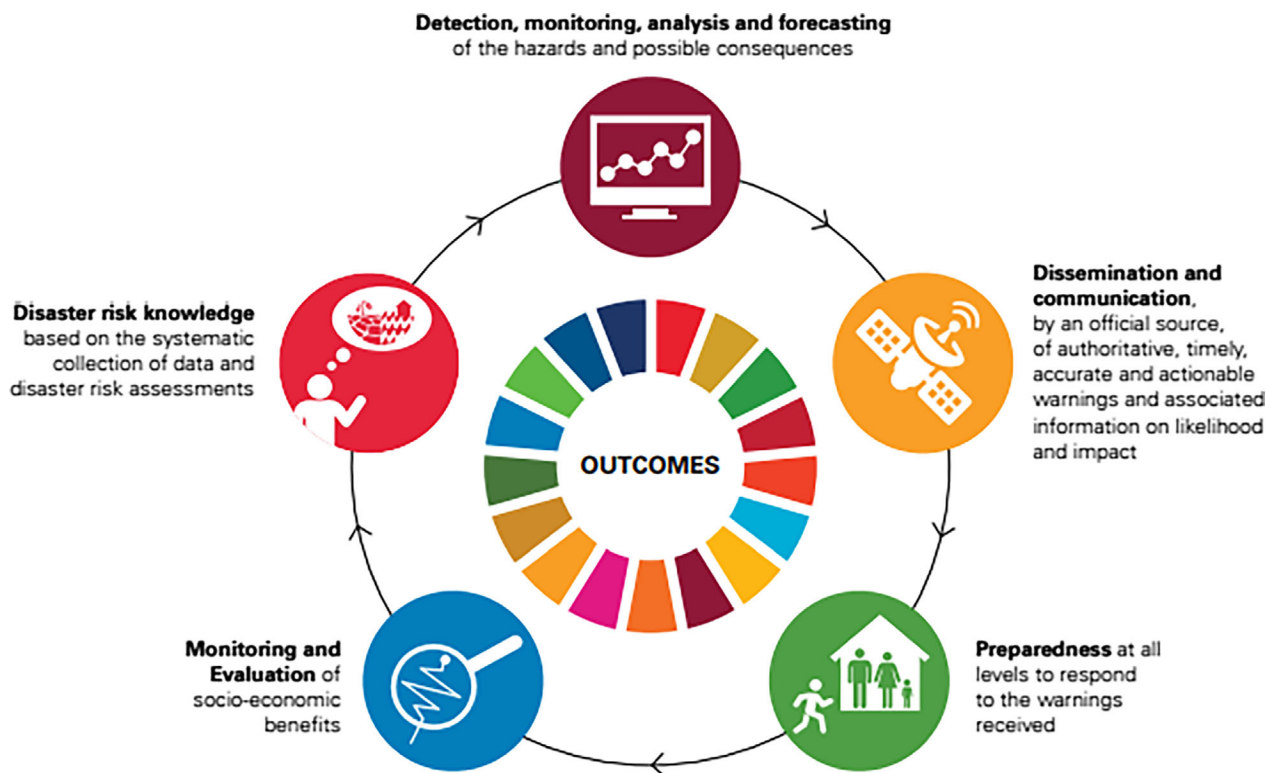 Detection, monitoring, analysis and forecasting
of the hazards and possible consequences
Dissemination and
communication,
by an official source,
of authoritative, timely,
accurate and actionable
warnings and associated
information on likelihood
and impact
Disaster risk knowledge
based on the systematic
collection of data and
disaster risk assessments
OUTCOMES
Monitoring and
Evaluation of
socio-economic
benefits
Preparedness at all
levels to respond
to the warnings
received